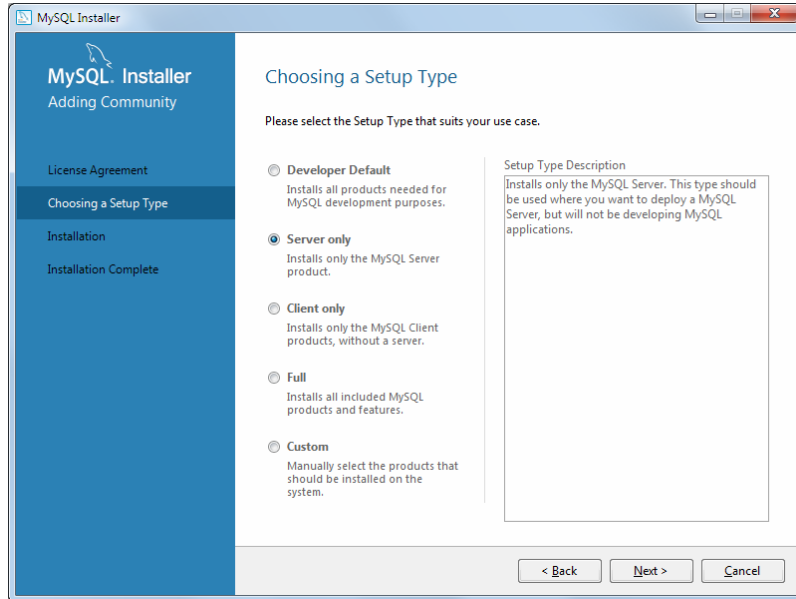 MySQL Installer
MySQL. Installer
Adding Community
License Agreement
Choosing a Setup Type
Installation
Installation Complete
Choosing a Setup Type
Please select the Setup Type that suits your use case.
Developer Default
Installs all products needed for
MySQL development purposes.
Server only
Installs only the MySQL Server
product.
Client only
Installs only the MySQL Client
products, without a server.
Full
Installs all included MySQL
products and features.
Custom
Manually select the products that
should be installed on the
system.
Setup Type Description
Installs only the MySQL Server. This type should
be used where you want to deploy a MySQL
Server, but will not be developing MySQL
applications.
< Back
Next >
Cancel